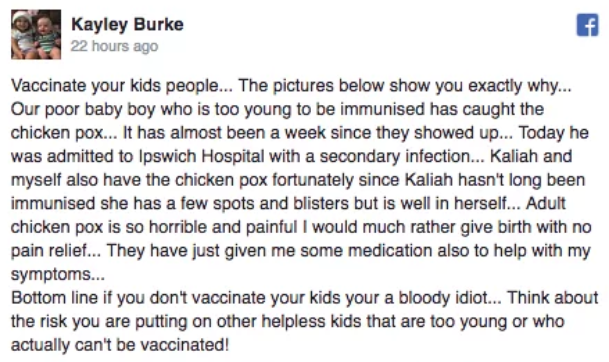 Kayley Burke
22 hours ago
Vaccinate your kids people... The pictures below show you exactly why...
Our poor baby boy who is too young to be immunised has caught the
chicken pox... It has almost been a week since they showed up... Today he
was admitted to Ipswich Hospital with a secondary infection... Kaliah and
myself also have the chicken pox fortunately since Kaliah hasn't long been
immunised she has a few spots and blisters but is well in herself... Adult
chicken pox is so horrible and painful I would much rather give birth with no
pain relief... They have just given me some medication also to help with my
symptoms...
Bottom line if you don't vaccinate your kids your a bloody idiot... Think about
the risk you are putting on other helpless kids that are too young or who
actually can't be vaccinated!